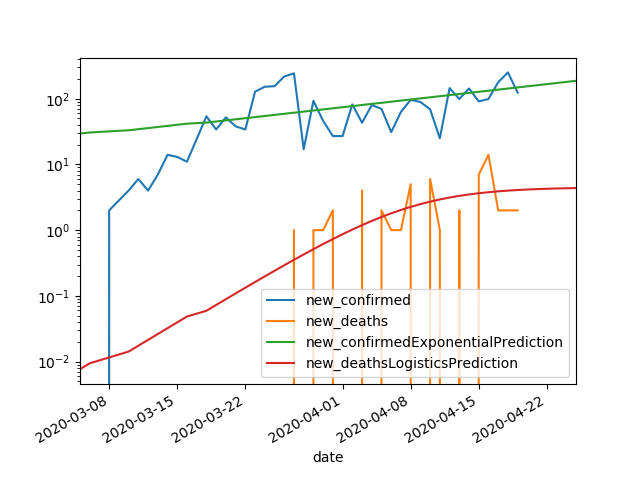 10²
10¹
10⁰
10⁻¹
10⁻²
new_confirmed
new_deaths
new_confirmedExponentialPrediction
new_deathsLogisticsPrediction
2020-03-08
2020-03-15
2020-03-22
2020-04-01
2020-04-08
2020-04-15
2020-04-22
date